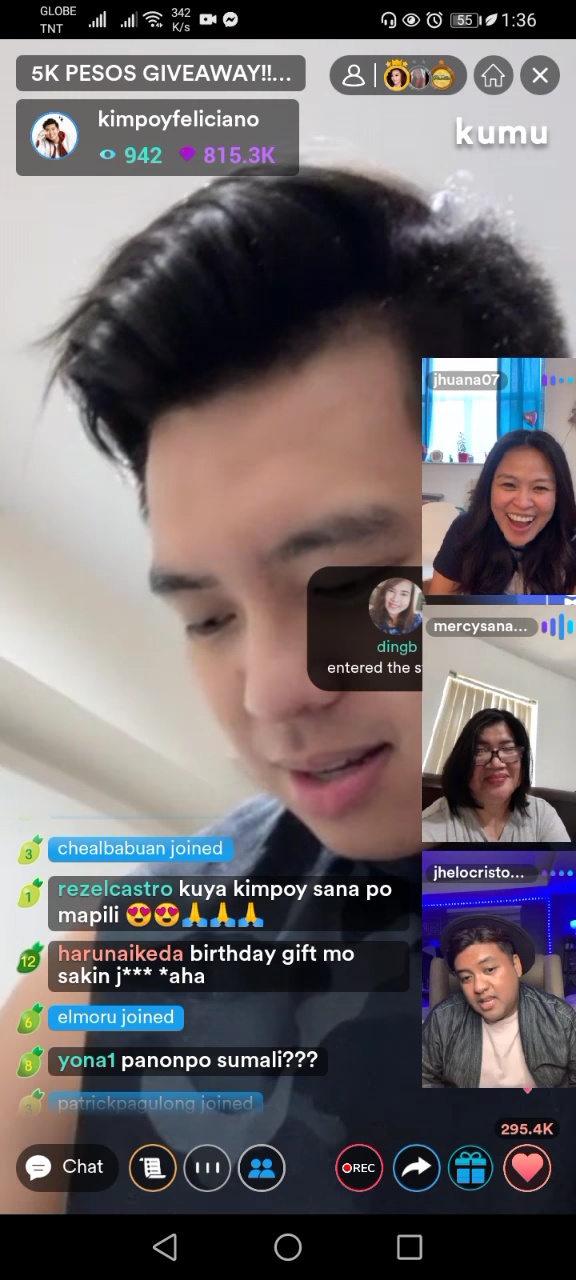 GLOBE
TNT
342
K/s
55
1:36
5K PESOS GIVEAWAY!!...
kimpoyfeliciano
942
815.3K
kumu
jhuana07
dingb
entered the s
mercysana...
jhelocristo...
3 chealbabuan joined
1 rezelcastro kuya kimpoy sana po
mapili 😍😍🙏🙏🙏
12 harunaikeda birthday gift mo
sakin j*** *aha
6 elmoru joined
8 yona1 panonpo sumali???
3 patrickpagulong joined
295.4K
Chat
REC